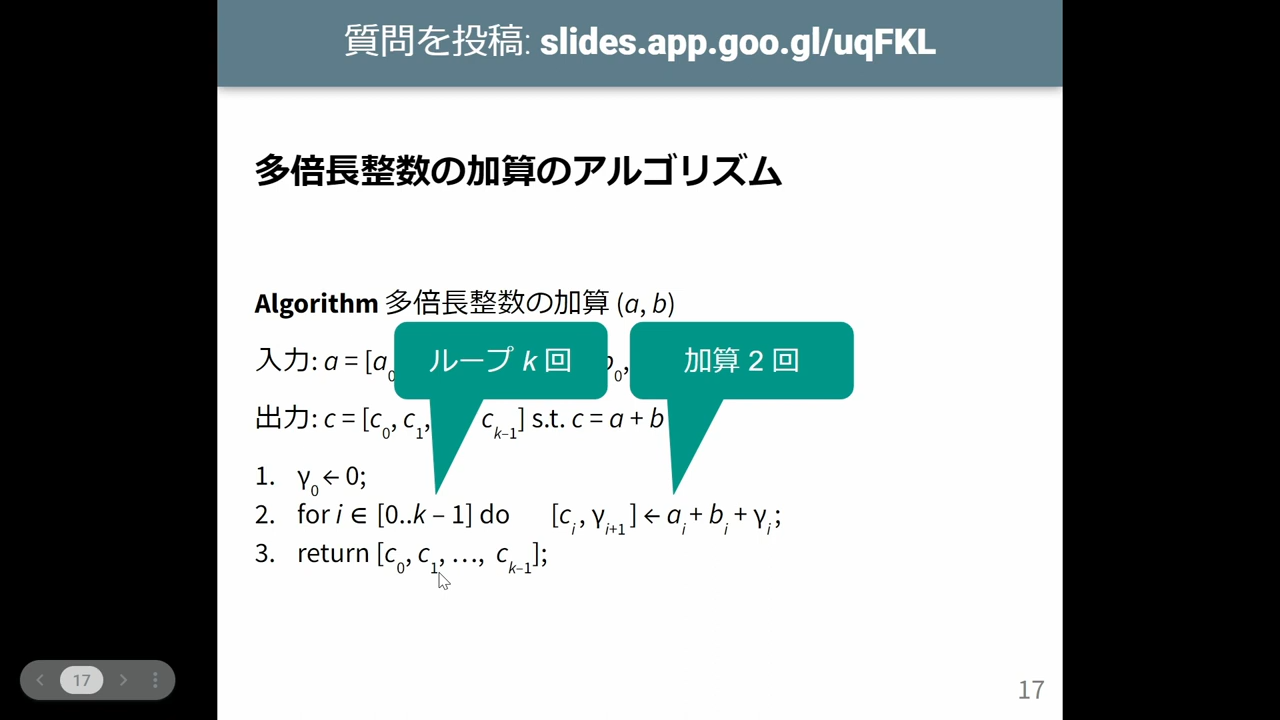 質問を投稿: slides.app.goo.gl/uqFKL
多倍長整数の加算のアルゴリズム
Algorithm 多倍長整数の加算 (a, b)
ループ k 回
加算 2 回
入力: a = [a0
0,
出力: c = [c0, c1, ck–1] s.t. c = a + b
1. γ0 ← 0;
2. for i ∈ [0..k – 1] do [ci, γi+1] ← ai + bi + γi;
3. return [c0, c1, …, ck–1];
17
17